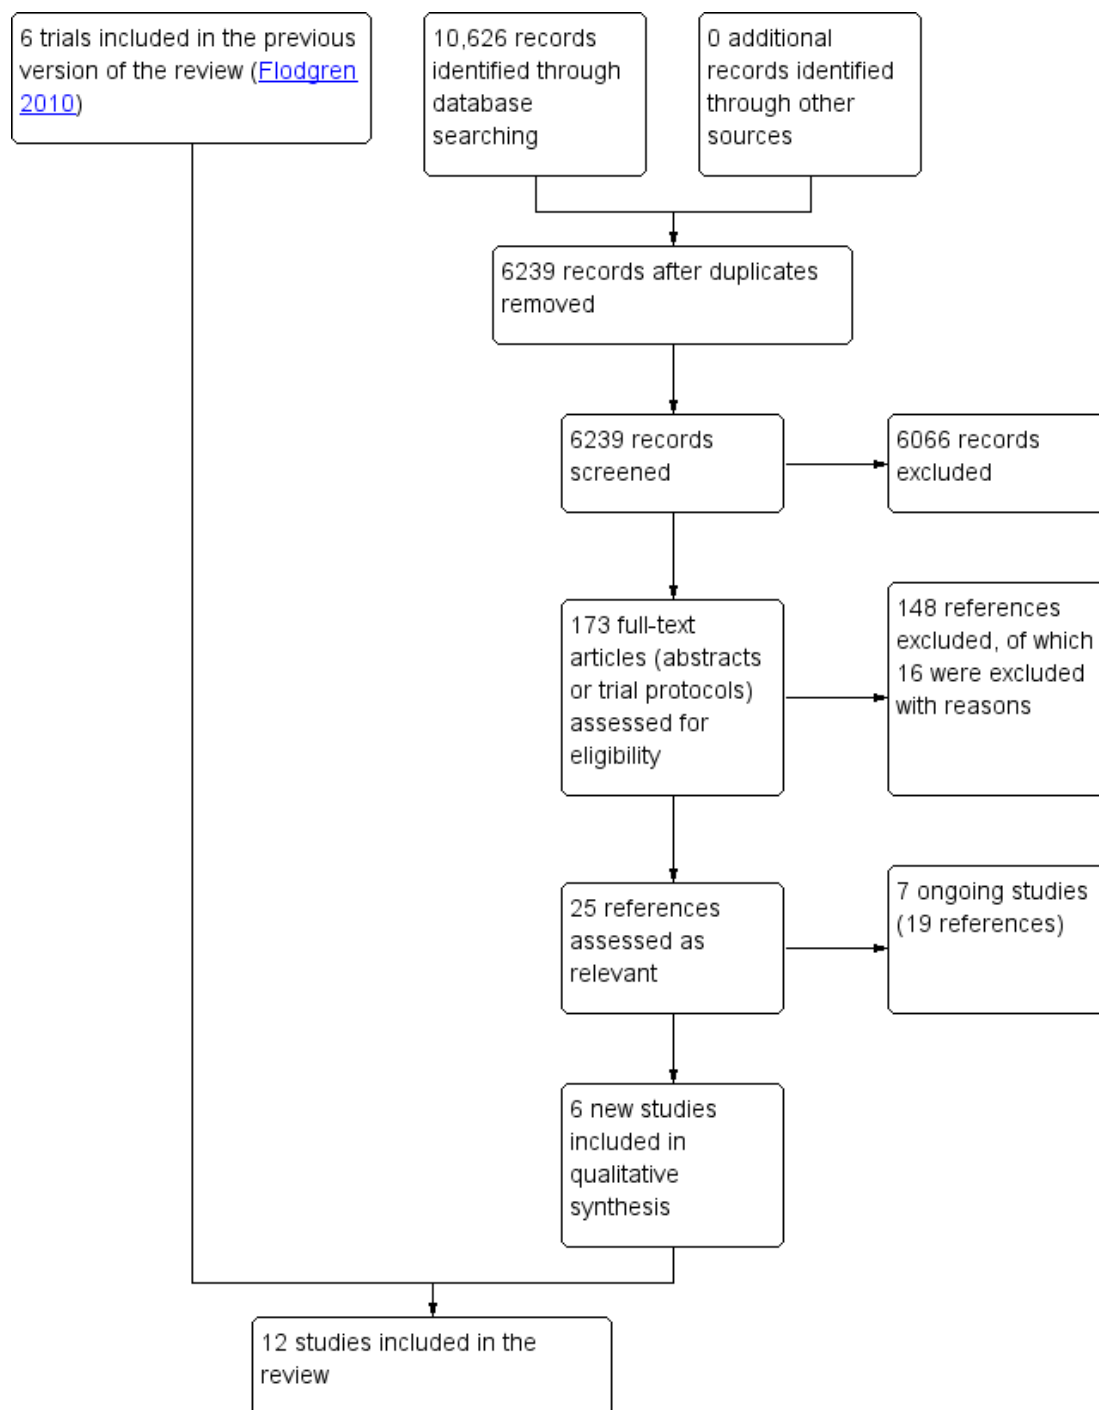 6 trials included in the previous
version of the review (Flodgren
2010)
10,626 records
identified through
database
searching
0 additional
records identified
through other
sources
6239 records after duplicates
removed
6239 records
screened
6066 records
excluded
173 full-text
articles (abstracts
or trial protocols)
assessed for
eligibility
148 references
excluded, of which
16 were excluded
with reasons
25 references
assessed as
relevant
7 ongoing studies
(19 references)
6 new studies
included in
qualitative
synthesis
12 studies included in the
review